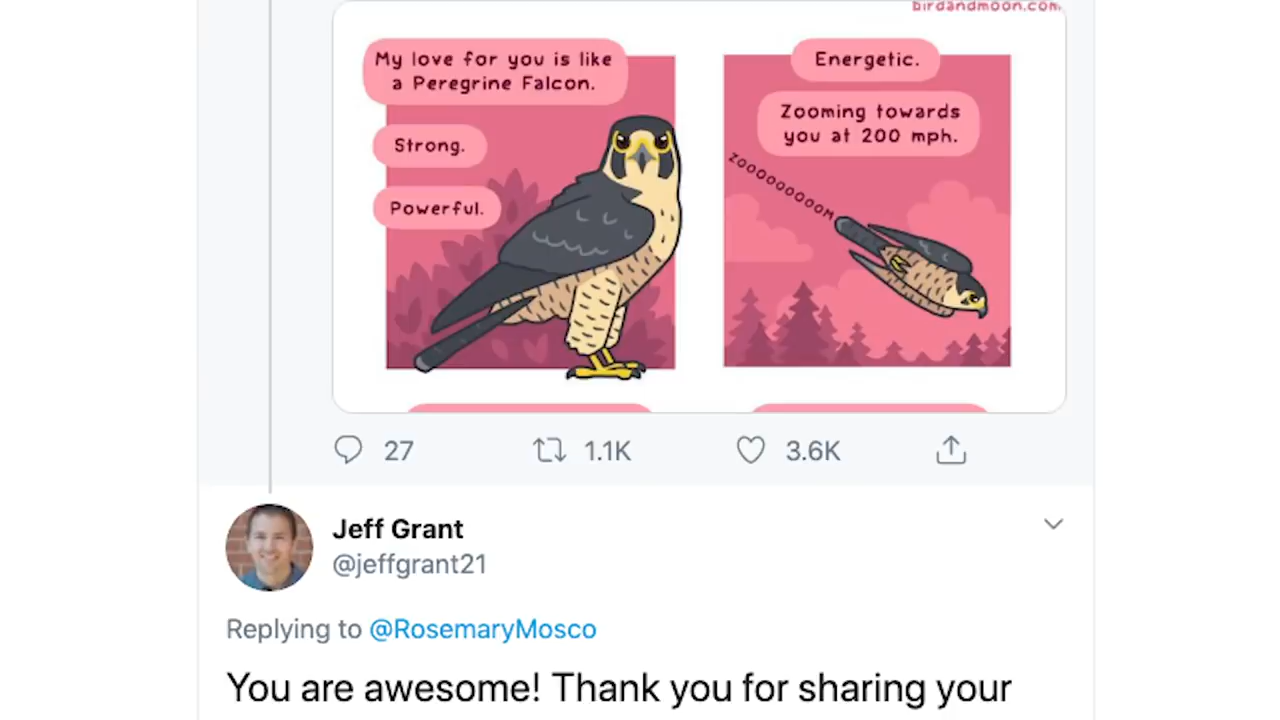 birdandmoon.com
My love for you is like
a Peregrine Falcon.
Strong.
Powerful.
Energetic.
Zooming towards
you at 200 mph.
ZOOOOOOOOOM
27
1.1K
3.6K
Jeff Grant
@jeffgrant21
Replying to @RosemaryMosco
You are awesome! Thank you for sharing your